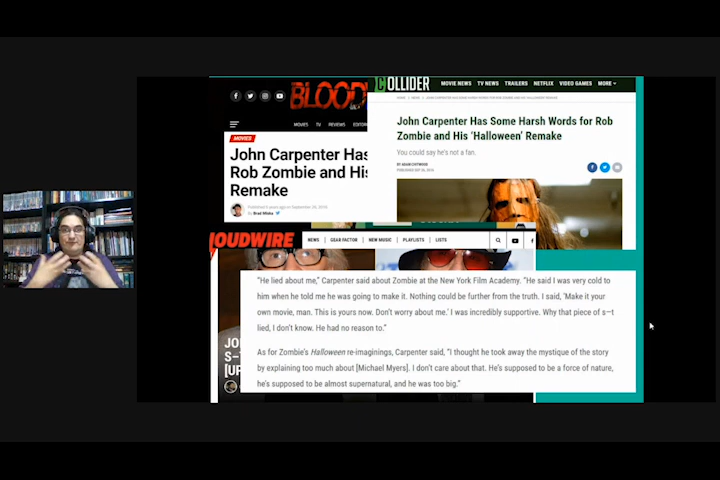 BLOOD
COLLIDER
MOVIE NEWS TV NEWS TRAILERS NETFLIX VIDEO GAMES MORE
MOVIES TV REVIEWS
MOVIES
John Carpenter Has
Rob Zombie and His
Remake
By Brad Miska
John Carpenter Has Some Harsh Words for Rob
Zombie and His 'Halloween' Remake
You could say he's not a fan.
LOUDWIRE
NEWS GEAR FACTOR NEW MUSIC PLAYLISTS LISTS
"He lied about me," Carpenter said about Zombie at the New York Film Academy. "He said I was very cold to
him when he told me he was going to make it. Nothing could be further from the truth. I said, 'Make it your
own movie, man. This is yours now. Don't worry about me.' I was incredibly supportive. Why that piece of s--t
lied, I don't know. He had no reason to."
As for Zombie's Halloween re-imaginings, Carpenter said, "I thought he took away the mystique of the story
by explaining too much about [Michael Myers]. I don't care about that. He's supposed to be a force of nature,
he's supposed to be almost supernatural, and he was too big."
JO
S–T
[UP